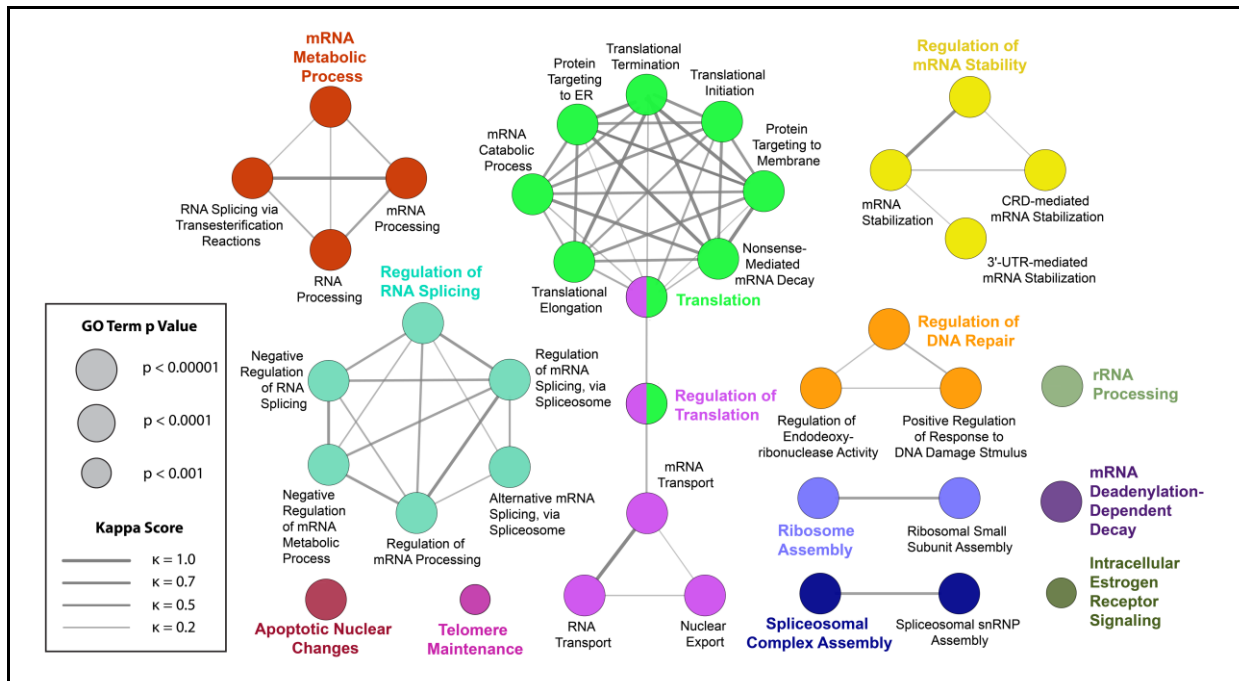 mRNA
Metabolic
Process
RNA Splicing via
Transesterification
Reactions
mRNA
Processing
RNA
Processing
Translational
Termination
Protein
Targeting
to ER
Translational
Initiation
mRNA
Catabolic
Process
Protein
Targeting to
Membrane
Translational
Elongation
Nonsense-
Mediated
mRNA Decay
Translation
Regulation of
Translation
mRNA
Transport
RNA
Transport
Nuclear
Export
Regulation of
mRNA Stability
mRNA
Stabilization
CRD-mediated
mRNA Stabilization
3'-UTR-mediated
mRNA Stabilization
GO Term p Value
p < 0.00001
p < 0.0001
p < 0.001
Kappa Score
κ = 1.0
κ = 0.7
κ = 0.5
κ = 0.2
Regulation of
RNA Splicing
Negative
Regulation
of RNA
Splicing
Regulation
of mRNA
Splicing, via
Spliceosome
Negative
Regulation
of mRNA
Metabolic
Process
Regulation of
mRNA Processing
Alternative mRNA
Splicing, via
Spliceosome
Apoptotic Nuclear
Changes
Telomere
Maintenance
Regulation of
DNA Repair
Regulation of
Endodeoxy-
ribonuclease Activity
Positive Regulation
of Response to
DNA Damage Stmulus
rRNA
Processing
Ribosome
Assembly
Ribosomal Small
Subunit Assembly
mRNA
Deadenylation-
Dependent
Decay
Spliceosomal
Complex Assembly
Spliceosomal snRNP
Assembly
Intracellular
Estrogen
Receptor
Signaling